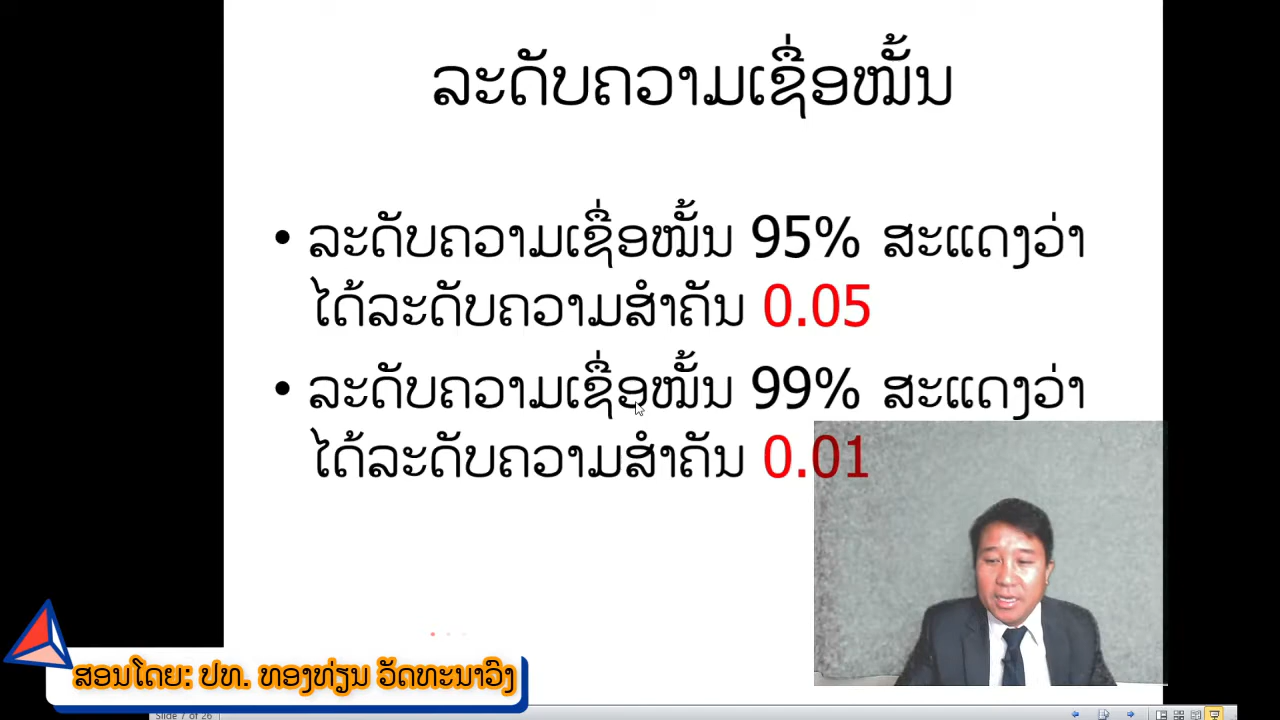 ລະດັບຄວາມເຊື່ອໝັ້ນ
• ລະດັບຄວາມເຊື່ອໝັ້ນ 95% ສະແດງວ່າ
ໄດ້ລະດັບຄວາມສຳຄັນ 0.05
• ລະດັບຄວາມເຊື່ອໝັ້ນ 99% ສະແດງວ່າ
ໄດ້ລະດັບຄວາມສຳຄັນ 0.01
ສອນໂດຍ: ປທ. ທອງທ່ຽນ ວັດທະນາວົງ
Slide 7 of 26